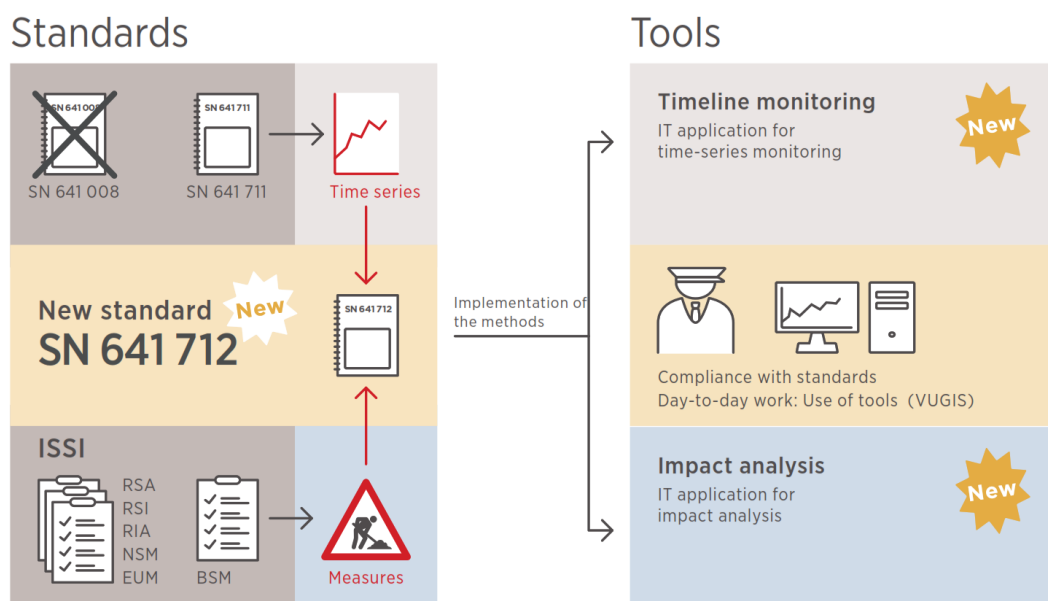 Standards
Tools
SN 641 008
SN 641 711
SN 641 008
SN 641 711
Time series
New standard
SN 641 712
New
SN 641 712
ISSI
RSA
RSI
RIA
NSM
EUM
BSM
Measures
Implementation of
the methods
Timeline monitoring
IT application for
time-series monitoring
New
Compliance with standards
Day-to-day work: Use of tools (VUGIS)
Impact analysis
IT application for
impact analysis
New